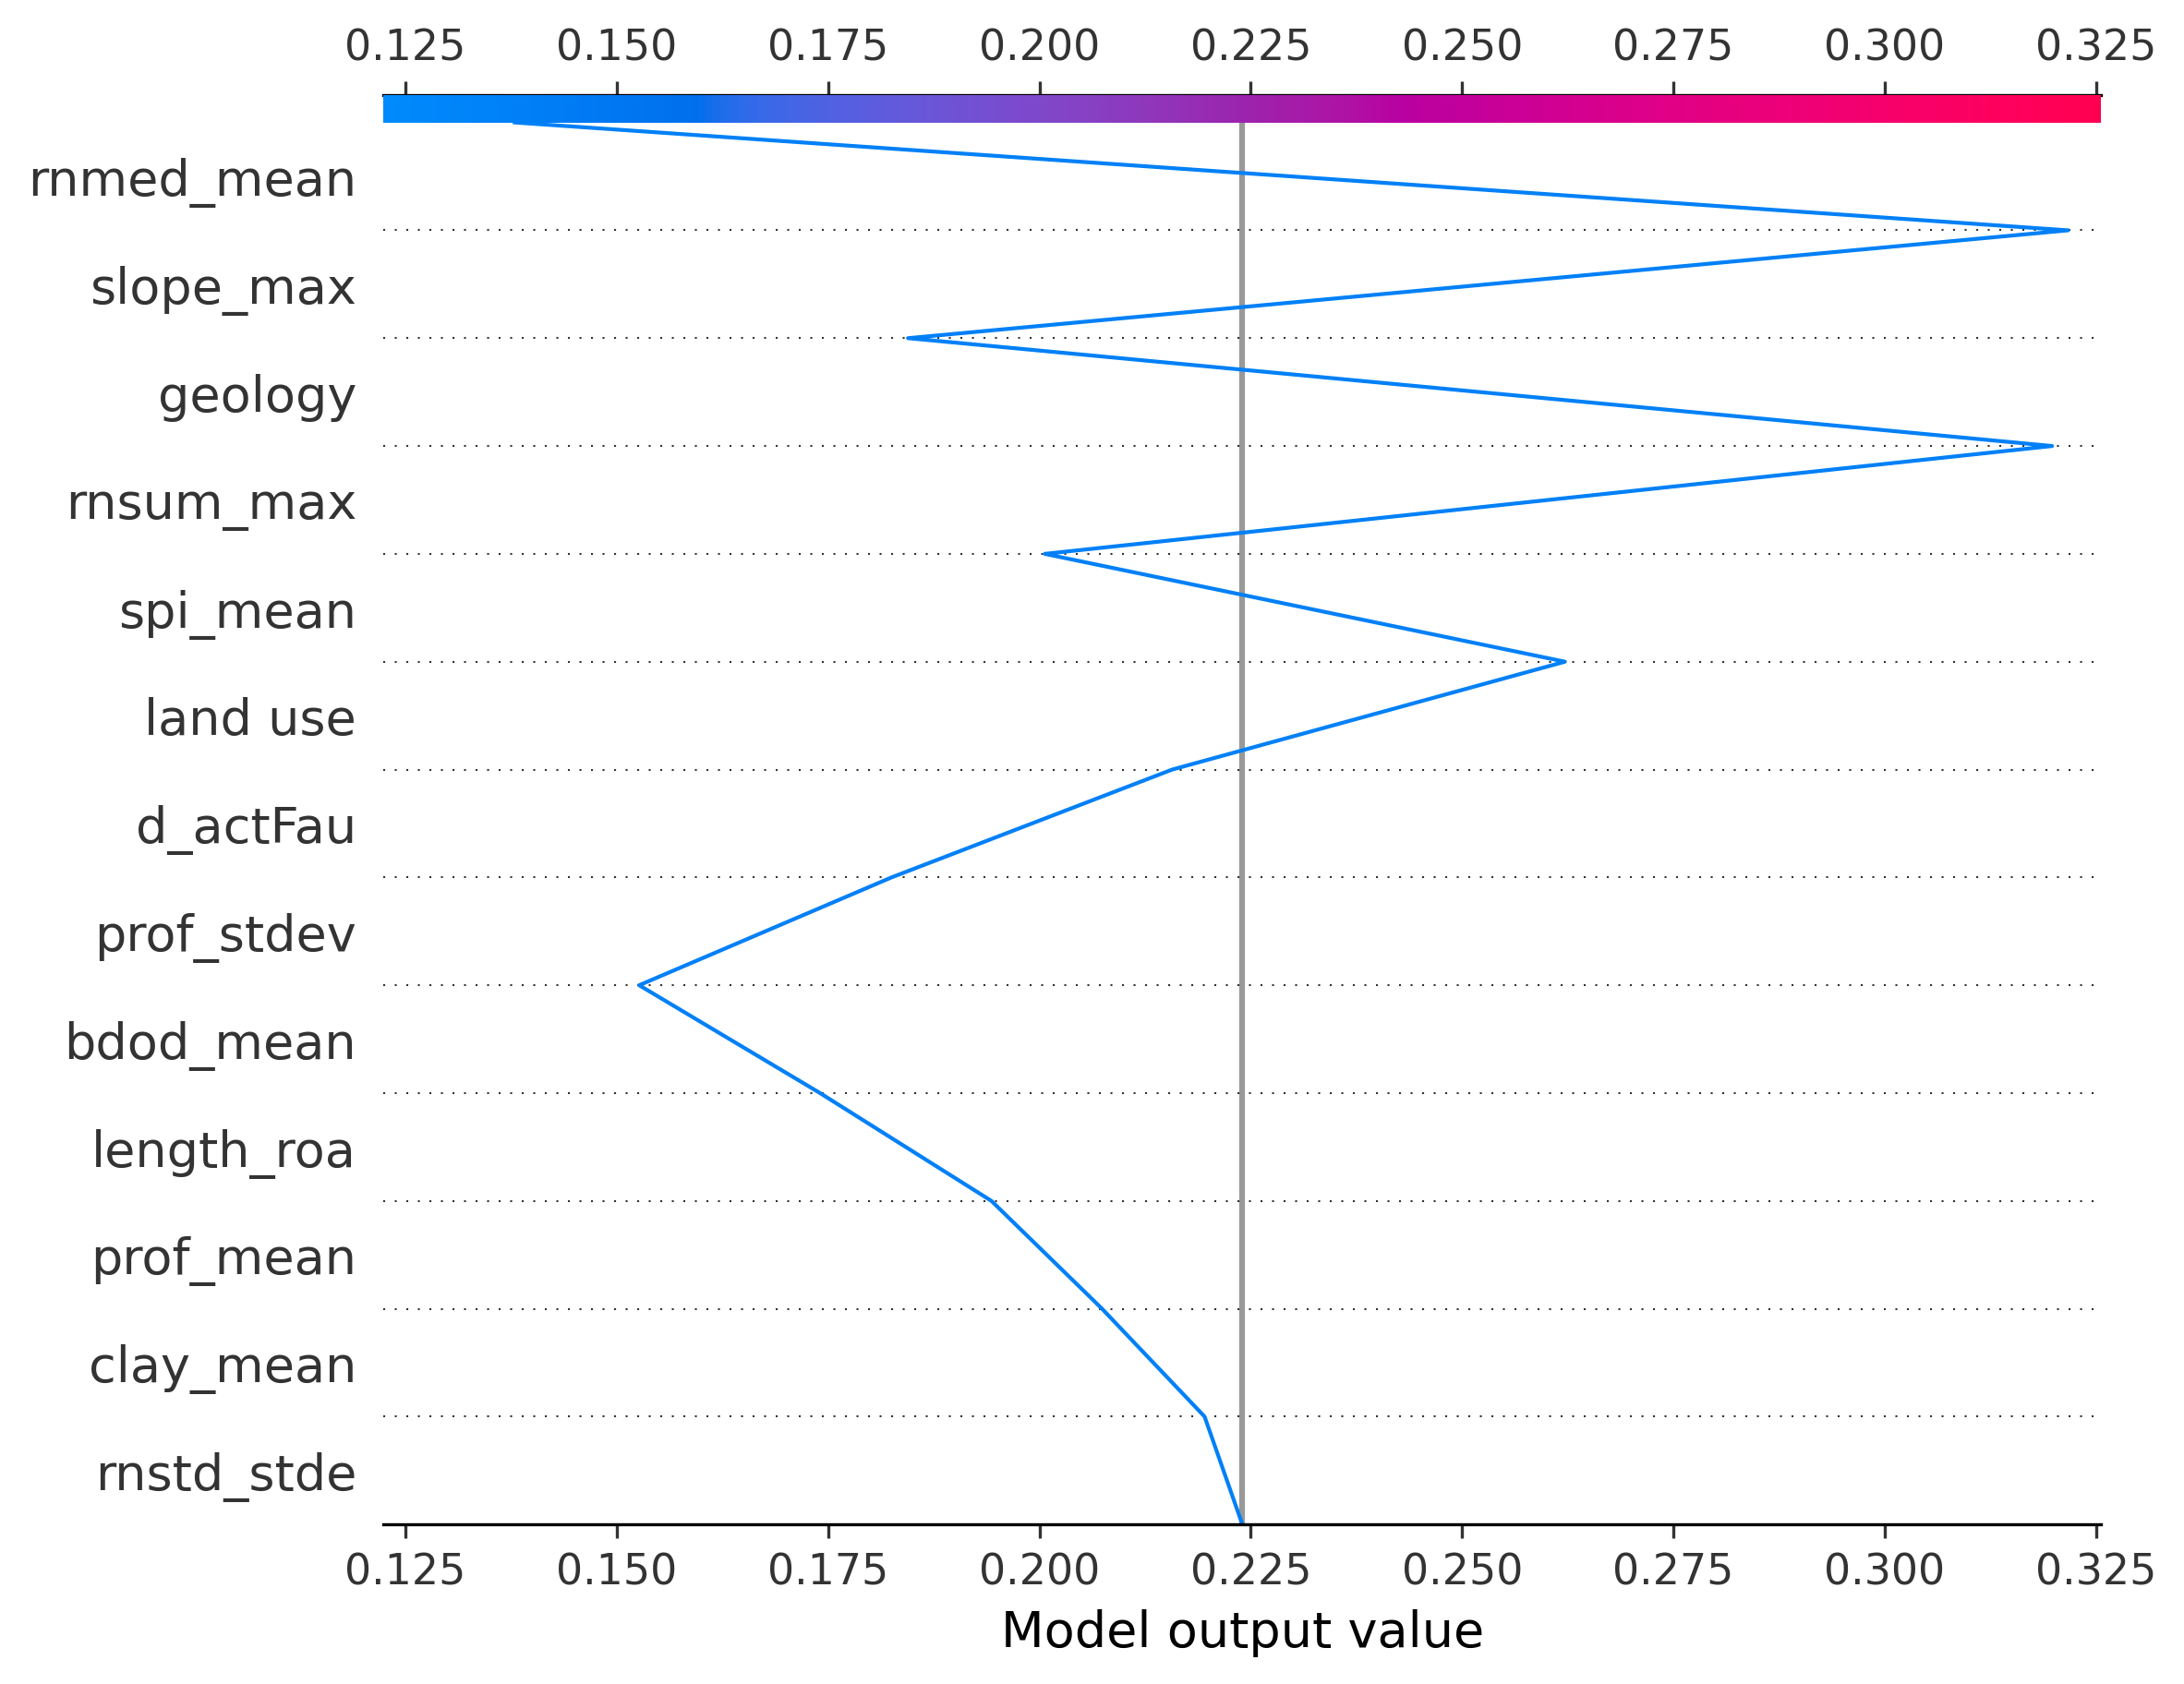 0.125 0.150 0.175 0.200 0.225 0.250 0.275 0.300 0.325
rnmed_mean
slope_max
geology
rnsum_max
spi_mean
land use
d_actFau
prof_stdev
bdod_mean
length_roa
prof_mean
clay_mean
rnstd_stde
0.125 0.150 0.175 0.200 0.225 0.250 0.275 0.300 0.325
Model output value